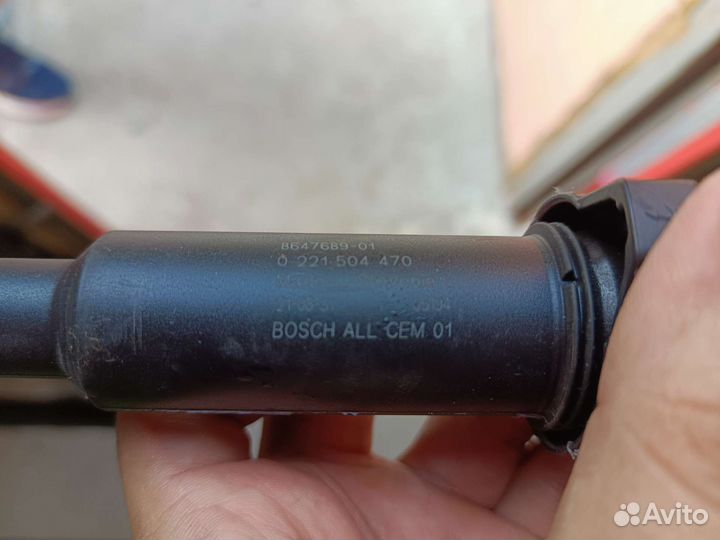 8647689-01
0 221 504 470
BOSCH ALL CEM 01
Avito